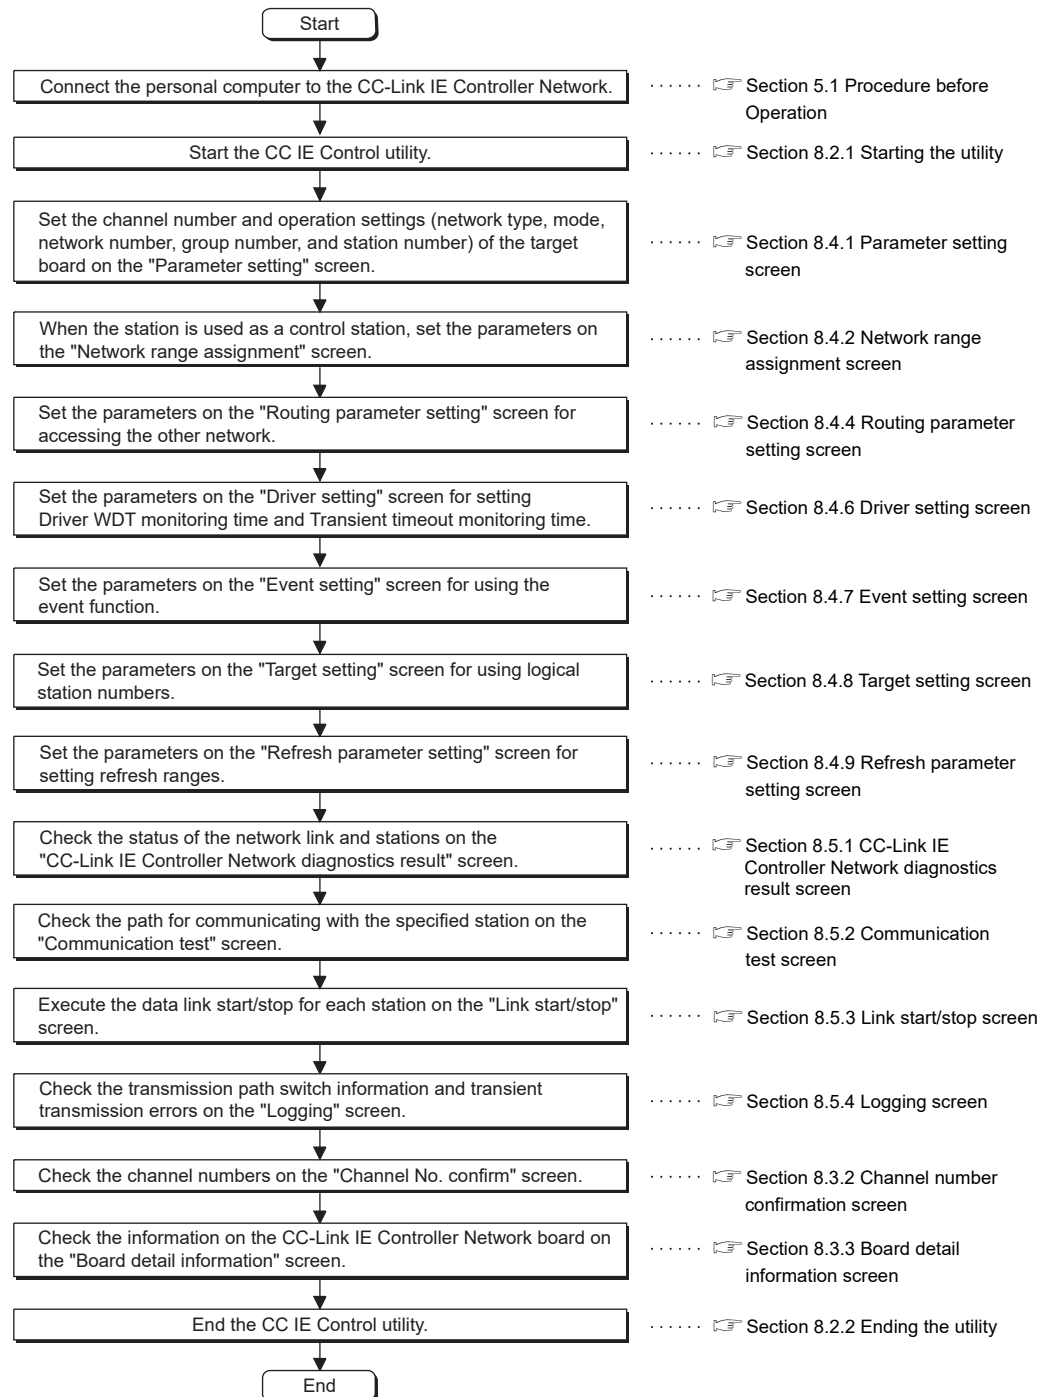 Start
Connect the personal computer to the CC-Link IE Controller Network.
· · · · · · ☞ Section 5.1 Procedure before
Operation
Start the CC IE Control utility.
· · · · · · ☞ Section 8.2.1 Starting the utility
Set the channel number and operation settings (network type, mode,
network number, group number, and station number) of the target
board on the "Parameter setting" screen.
· · · · · · ☞ Section 8.4.1 Parameter setting
screen
When the station is used as a control station, set the parameters on
the "Network range assignment" screen.
· · · · · · ☞ Section 8.4.2 Network range
assignment screen
Set the parameters on the "Routing parameter setting" screen for
accessing the other network.
· · · · · · ☞ Section 8.4.4 Routing parameter
setting screen
Set the parameters on the "Driver setting" screen for setting
Driver WDT monitoring time and Transient timeout monitoring time.
· · · · · · ☞ Section 8.4.6 Driver setting screen
Set the parameters on the "Event setting" screen for using the
event function.
· · · · · · ☞ Section 8.4.7 Event setting screen
Set the parameters on the "Target setting" screen for using logical
station numbers.
· · · · · · ☞ Section 8.4.8 Target setting screen
Set the parameters on the "Refresh parameter setting" screen for
setting refresh ranges.
· · · · · · ☞ Section 8.4.9 Refresh parameter
setting screen
Check the status of the network link and stations on the
"CC-Link IE Controller Network diagnostics result" screen.
· · · · · · ☞ Section 8.5.1 CC-Link IE
Controller Network diagnostics
result screen
Check the path for communicating with the specified station on the
"Communication test" screen.
· · · · · · ☞ Section 8.5.2 Communication
test screen
Execute the data link start/stop for each station on the "Link start/stop"
screen.
· · · · · · ☞ Section 8.5.3 Link start/stop screen
Check the transmission path switch information and transient
transmission errors on the "Logging" screen.
· · · · · · ☞ Section 8.5.4 Logging screen
Check the channel numbers on the "Channel No. confirm" screen.
· · · · · · ☞ Section 8.3.2 Channel number
confirmation screen
Check the information on the CC-Link IE Controller Network board on
the "Board detail information" screen.
· · · · · · ☞ Section 8.3.3 Board detail
information screen
End the CC IE Control utility.
· · · · · · ☞ Section 8.2.2 Ending the utility
End